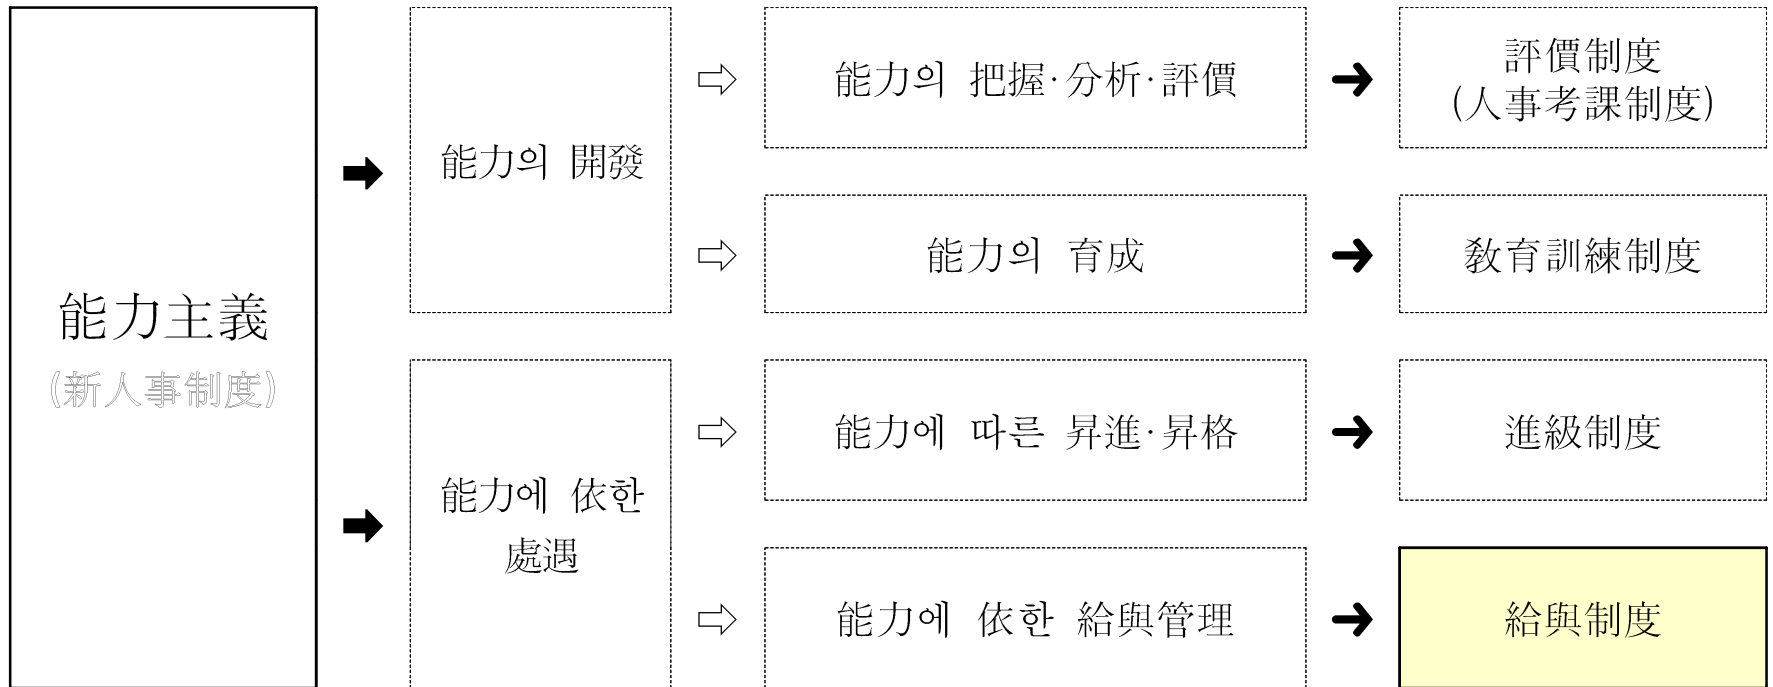 能力主義
(新人事制度)
能力의 開發
能力의 把握·分析·評價
評價制度
(人事考課制度)
能力의 育成
敎育訓練制度
能力에 依한
處遇
能力에 따른 昇進·昇格
進級制度
能力에 依한 給與管理
給與制度